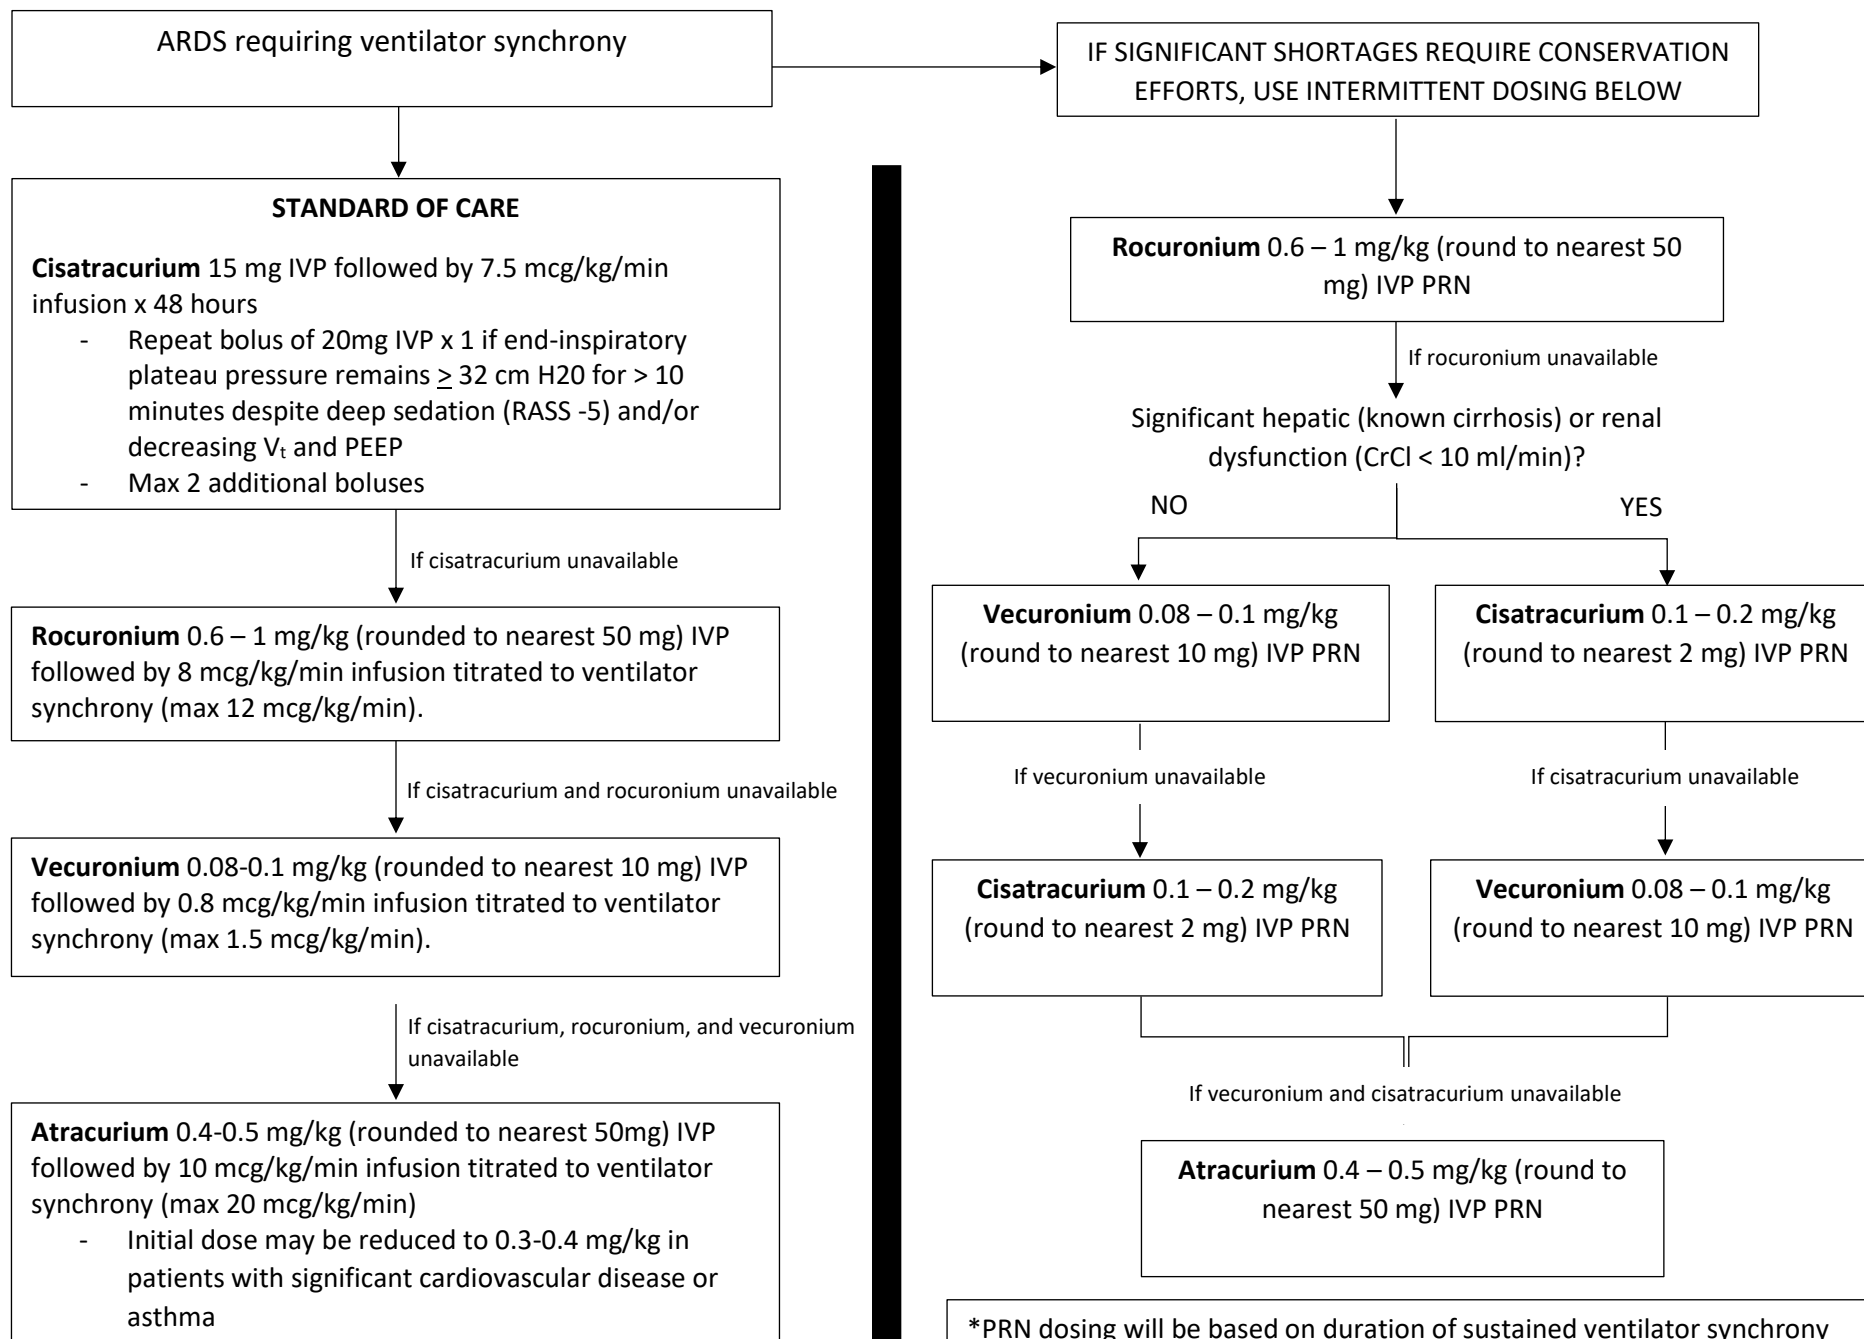 ARDS requiring ventilator synchrony
IF SIGNIFICANT SHORTAGES REQUIRE CONSERVATION
EFFORTS, USE INTERMITTENT DOSING BELOW
STANDARD OF CARE
Cisatracurium 15 mg IVP followed by 7.5 mcg/kg/min
infusion x 48 hours
- Repeat bolus of 20mg IVP x 1 if end-inspiratory
plateau pressure remains ≥ 32 cm H20 for > 10
minutes despite deep sedation (RASS -5) and/or
decreasing Vt and PEEP
- Max 2 additional boluses
If cisatracurium unavailable
Rocuronium 0.6 – 1 mg/kg (rounded to nearest 50 mg) IVP
followed by 8 mcg/kg/min infusion titrated to ventilator
synchrony (max 12 mcg/kg/min).
If cisatracurium and rocuronium unavailable
Vecuronium 0.08-0.1 mg/kg (rounded to nearest 10 mg) IVP
followed by 0.8 mcg/kg/min infusion titrated to ventilator
synchrony (max 1.5 mcg/kg/min).
If cisatracurium, rocuronium, and vecuronium
unavailable
Atracurium 0.4-0.5 mg/kg (rounded to nearest 50mg) IVP
followed by 10 mcg/kg/min infusion titrated to ventilator
synchrony (max 20 mcg/kg/min)
- Initial dose may be reduced to 0.3-0.4 mg/kg in
patients with significant cardiovascular disease or
asthma
Rocuronium 0.6 – 1 mg/kg (round to nearest 50
mg) IVP PRN
If rocuronium unavailable
Significant hepatic (known cirrhosis) or renal
dysfunction (CrCl < 10 ml/min)?
NO
YES
Vecuronium 0.08 – 0.1 mg/kg
(round to nearest 10 mg) IVP PRN
Cisatracurium 0.1 – 0.2 mg/kg
(round to nearest 2 mg) IVP PRN
If vecuronium unavailable
If cisatracurium unavailable
Cisatracurium 0.1 – 0.2 mg/kg
(round to nearest 2 mg) IVP PRN
Vecuronium 0.08 – 0.1 mg/kg
(round to nearest 10 mg) IVP PRN
If vecuronium and cisatracurium unavailable
Atracurium 0.4 – 0.5 mg/kg (round to
nearest 50 mg) IVP PRN
*PRN dosing will be based on duration of sustained ventilator synchrony